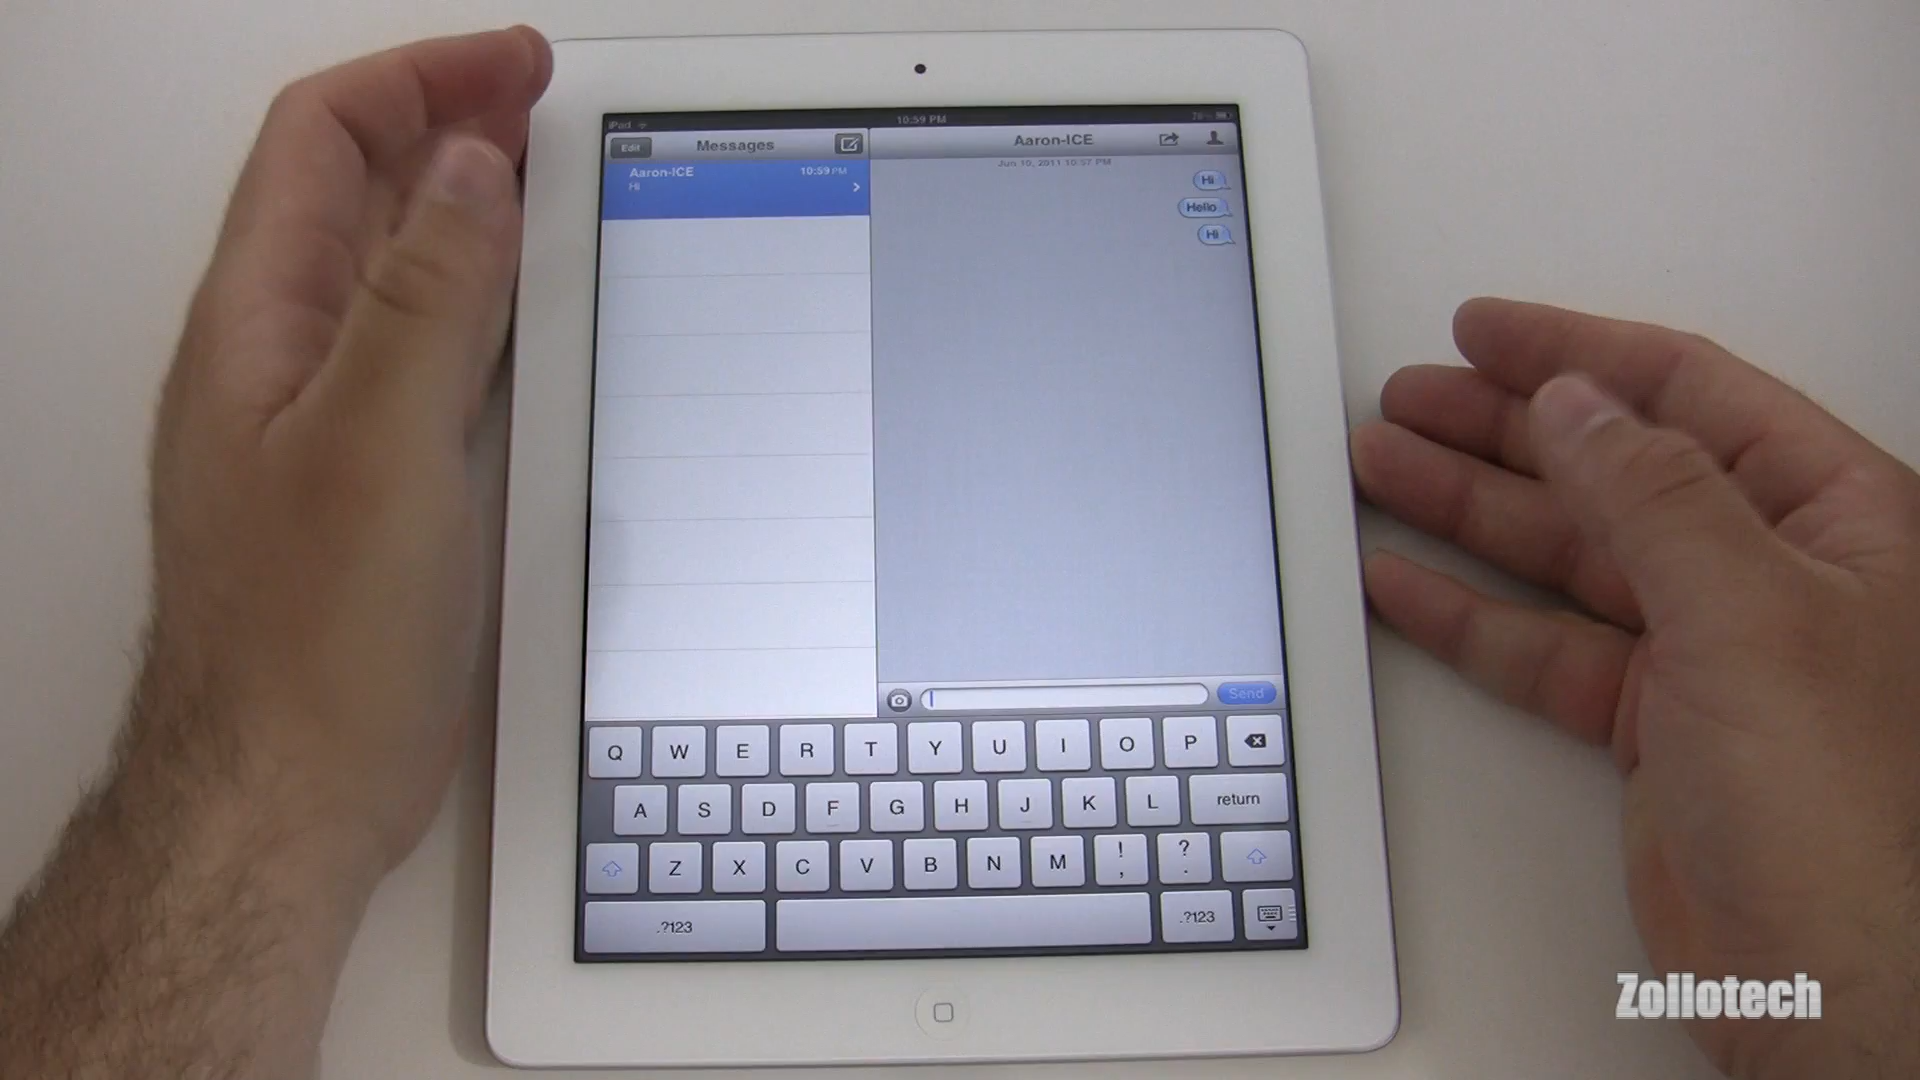 iPad 10:59 PM
Edit Messages Aaron-ICE
Aaron-ICE 10:59 PM
Hi
Jun 10, 2011 10:57 PM
Hi
Hello
Hi
Send
Q W E R T Y U I O P
A S D F G H J K L return
Z X C V B N M ! , ? .
.?123 .?123
Zollotech